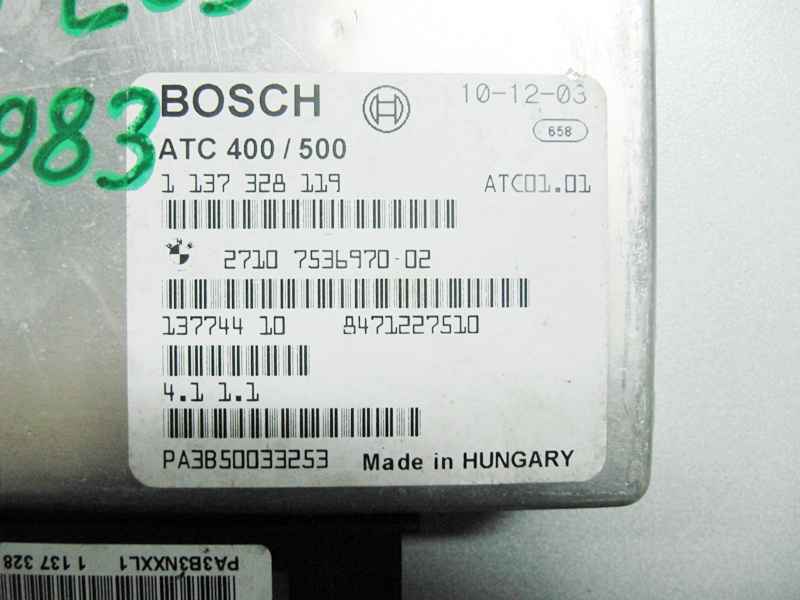 983
BOSCH 10-12-03
658
ATC 400 / 500
1 137 328 119 ATC01.01
2710 7536970-02
137744 10 8471227510
4.1 1.1
PA3B50033253 Made in HUNGARY
PA3B3NXXL1 1 137 328